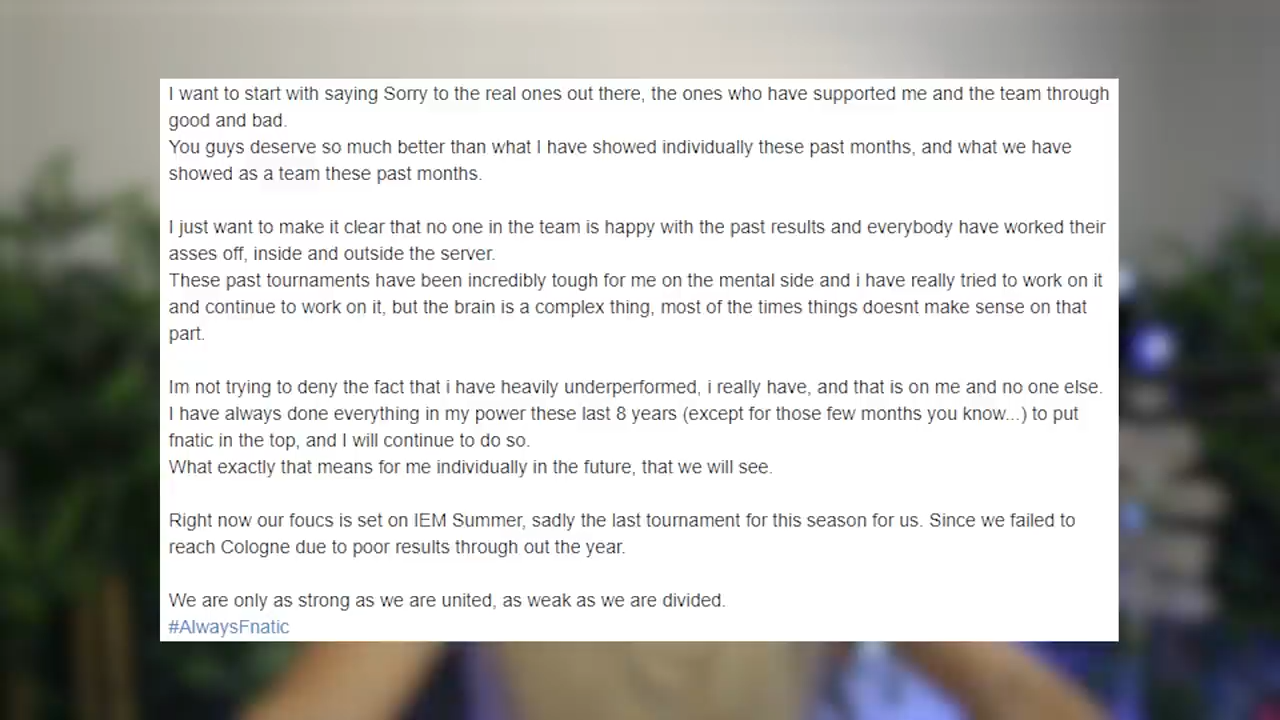 I want to start with saying Sorry to the real ones out there, the ones who have supported me and the team through
good and bad.
You guys deserve so much better than what I have showed individually these past months, and what we have
showed as a team these past months.
I just want to make it clear that no one in the team is happy with the past results and everybody have worked their
asses off, inside and outside the server.
These past tournaments have been incredibly tough for me on the mental side and i have really tried to work on it
and continue to work on it, but the brain is a complex thing, most of the times things doesnt make sense on that
part.
Im not trying to deny the fact that i have heavily underperformed, i really have, and that is on me and no one else.
I have always done everything in my power these last 8 years (except for those few months you know...) to put
fnatic in the top, and I will continue to do so.
What exactly that means for me individually in the future, that we will see.
Right now our foucs is set on IEM Summer, sadly the last tournament for this season for us. Since we failed to
reach Cologne due to poor results through out the year.
We are only as strong as we are united, as weak as we are divided.
#AlwaysFnatic